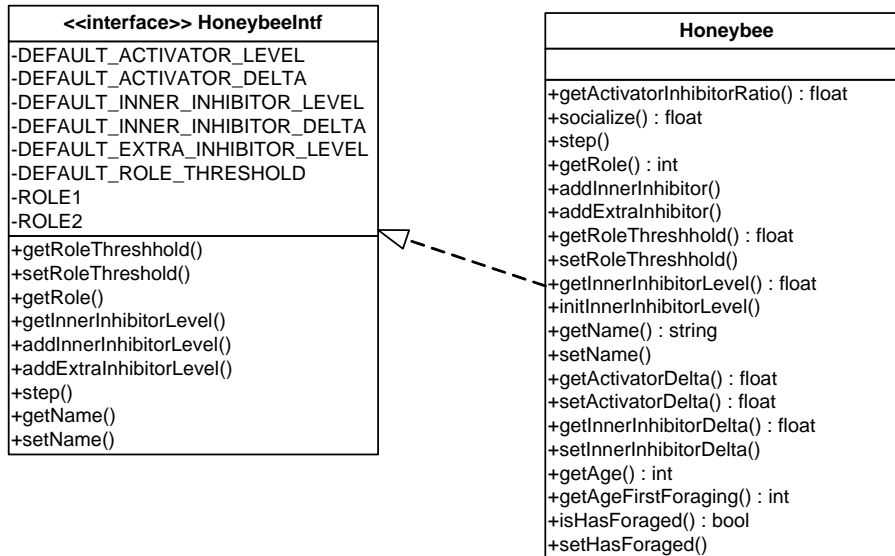 <<interface>> HoneybeeIntf
-DEFAULT_ACTIVATOR_LEVEL
-DEFAULT_ACTIVATOR_DELTA
-DEFAULT_INNER_INHIBITOR_LEVEL
-DEFAULT_INNER_INHIBITOR_DELTA
-DEFAULT_EXTRA_INHIBITOR_LEVEL
-DEFAULT_ROLE_THRESHOLD
-ROLE1
-ROLE2
+getRoleThreshhold()
+setRoleThreshold()
+getRole()
+getInnerInhibitorLevel()
+addInnerInhibitorLevel()
+addExtraInhibitorLevel()
+step()
+getName()
+setName()
Honeybee
+getActivatorInhibitorRatio() : float
+socialize() : float
+step()
+getRole() : int
+addInnerInhibitor()
+addExtraInhibitor()
+getRoleThreshhold() : float
+setRoleThreshhold()
+getInnerInhibitorLevel() : float
+initInnerInhibitorLevel()
+getName() : string
+setName()
+getActivatorDelta() : float
+setActivatorDelta() : float
+getInnerInhibitorDelta() : float
+setInnerInhibitorDelta()
+getAge() : int
+getAgeFirstForaging() : int
+isHasForaged() : bool
+setHasForaged()